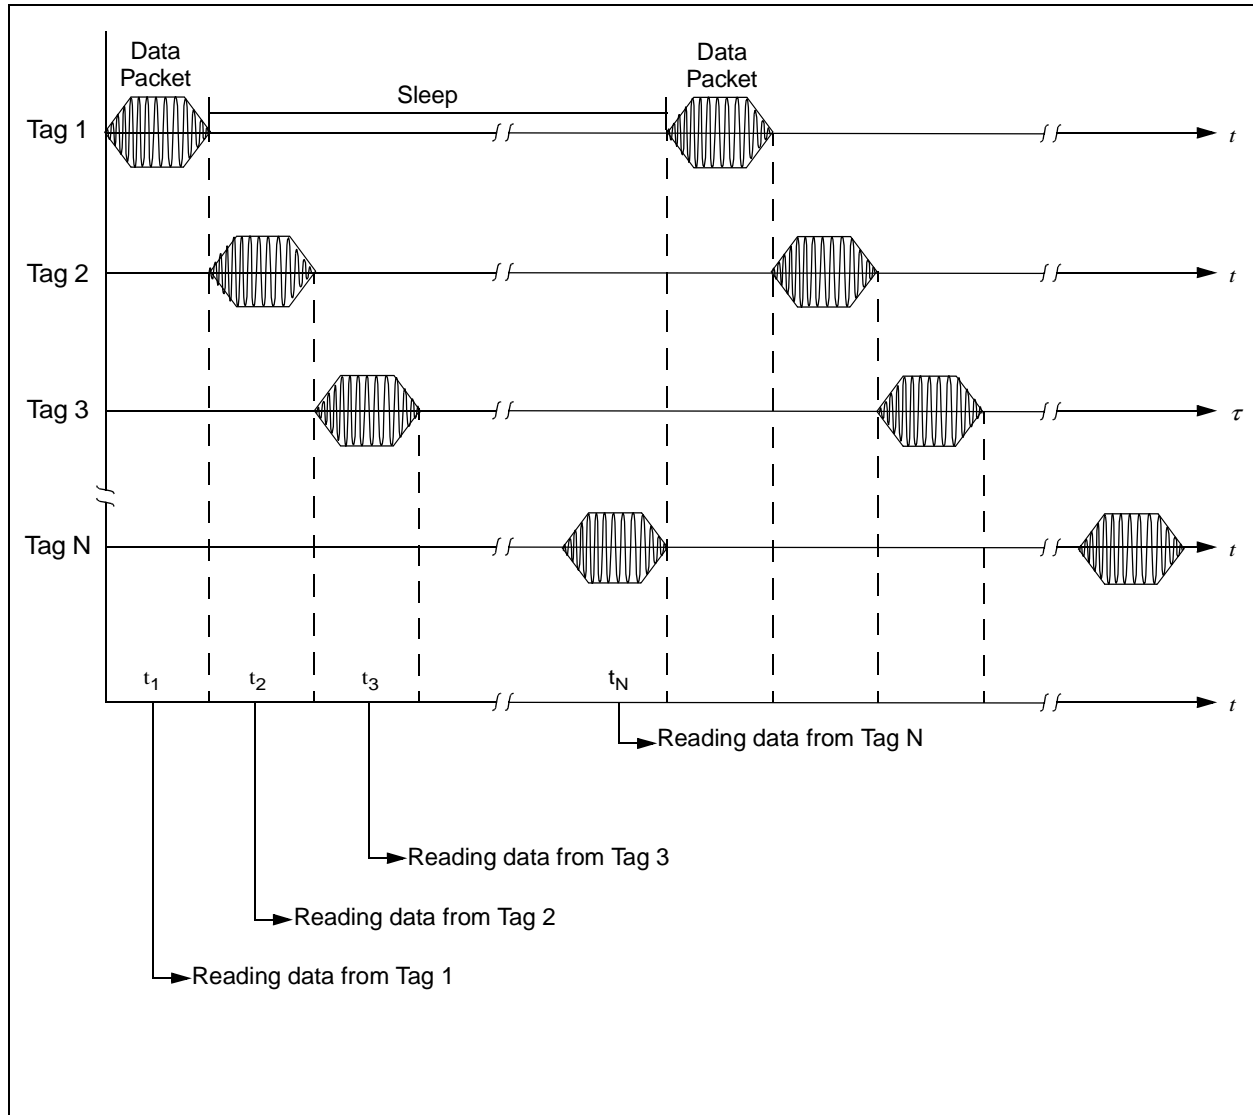 Data
Packet
Data
Packet
Sleep
Tag 1
t
Tag 2
t
Tag 3
τ
Tag N
t
t1
t2
t3
tN
t
Reading data from Tag N
Reading data from Tag 3
Reading data from Tag 2
Reading data from Tag 1